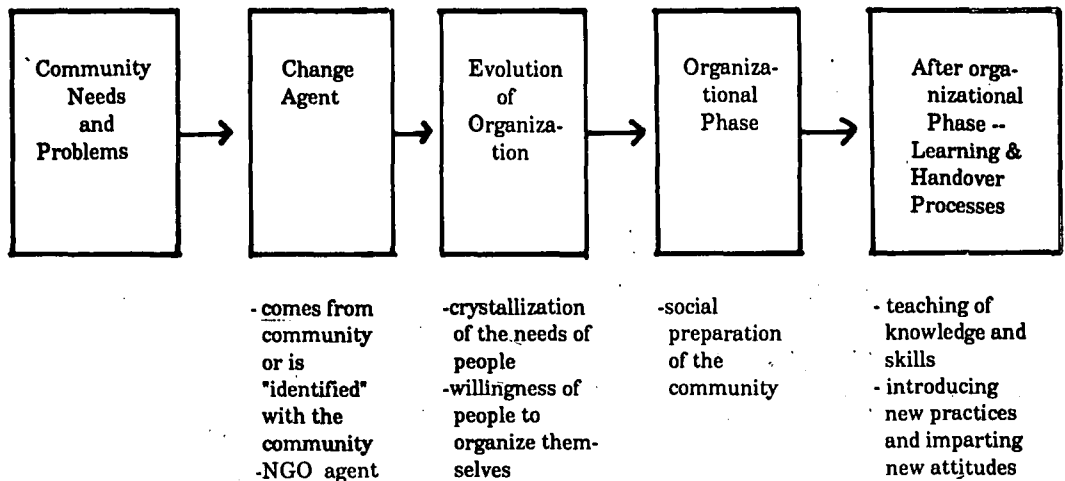 Community
Needs
and
Problems
Change
Agent
Evolution
of
Organiza-
tion
Organiza-
tional
Phase
After orga-
nizational
Phase --
Learning &
Handover
Processes
- comes from
community
or is
"identified"
with the
community
-NGO agent
-crystallization
of the needs of
people
-willingness of
people to
organize them-
selves
-social
preparation
of the
community
- teaching of
knowledge and
skills
- introducing
new practices
and imparting
new attitudes